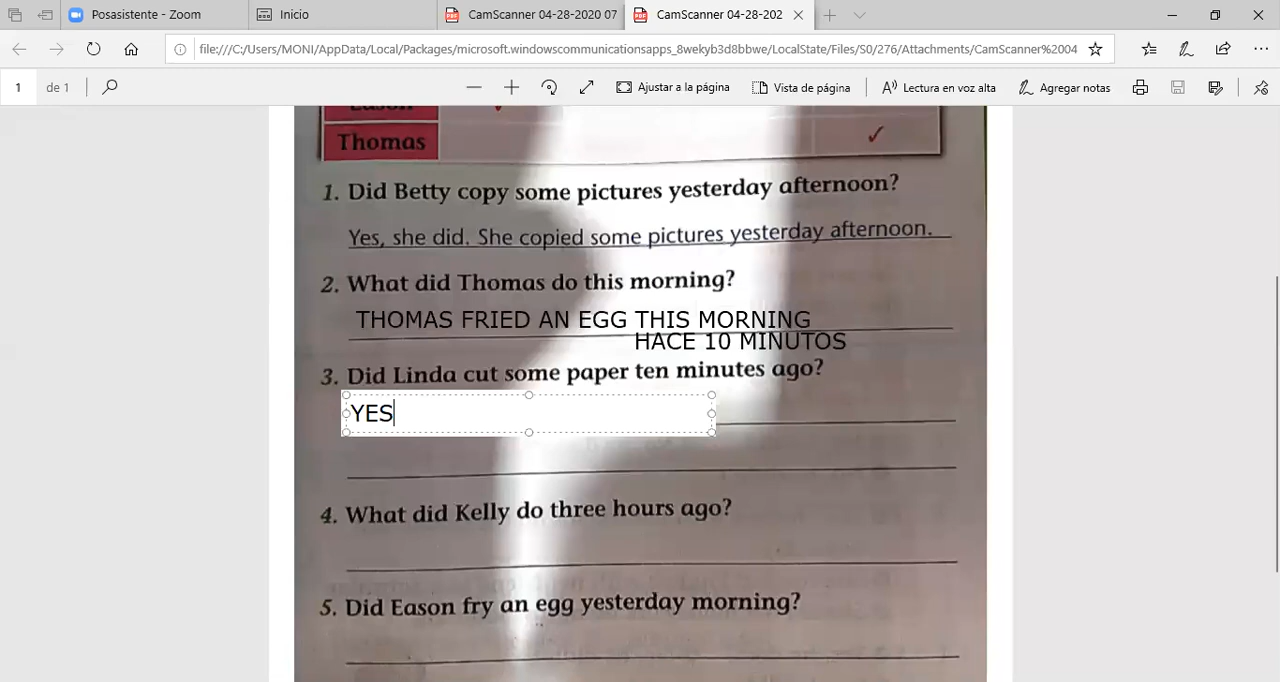 Posasistente - Zoom
Inicio
CamScanner 04-28-2020 07
CamScanner 04-28-202
file:///C:/Users/MONI/AppData/Local/Packages/microsoft.windowscommunicationsapps_8wekyb3d8bbwe/LocalState/Files/S0/276/Attachments/CamScanner%2004
1 de 1
Ajustar a la página
Vista de página
Lectura en voz alta
Agregar notas
Eason
Thomas
1. Did Betty copy some pictures yesterday afternoon?
Yes, she did. She copied some pictures yesterday afternoon.
2. What did Thomas do this morning?
THOMAS FRIED AN EGG THIS MORNING
HACE 10 MINUTOS
3. Did Linda cut some paper ten minutes ago?
YES
4. What did Kelly do three hours ago?
5. Did Eason fry an egg yesterday morning?